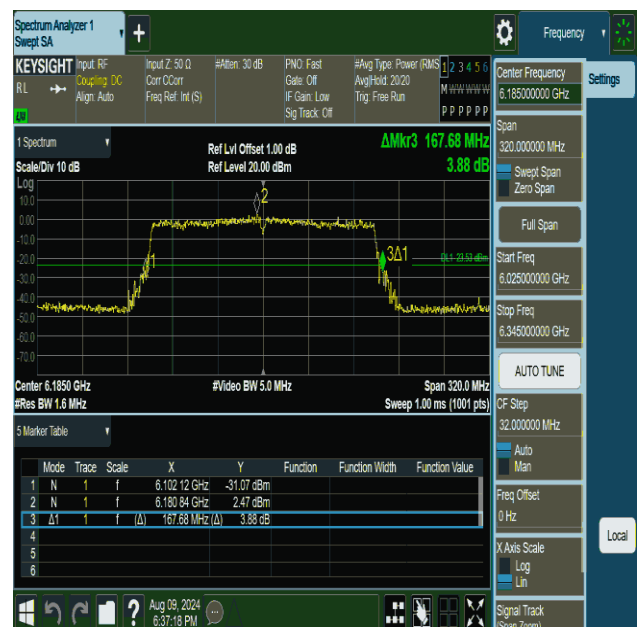 Spectrum Analyzer 1
Swept SA
+
Frequency
KEYSIGHT Input: RF Input Z: 50 Ω #Atten: 30 dB PNO: Fast #Avg Type: Power (RMS 1 2 3 4 5 6
RL Coupling: DC Corr CCorr Gate: Off Avg|Hold: 20/20 M W W W W W
Align: Auto Freq Ref: Int (S) IF Gain: Low Trig: Free Run
Sig Track: Off P P P P P P
Center Frequency
6.185000000 GHz
Settings
Span
320.000000 MHz
Swept Span
Zero Span
Full Span
Start Freq
6.025000000 GHz
Stop Freq
6.345000000 GHz
AUTO TUNE
CF Step
32.000000 MHz
Auto
Man
Freq Offset
0 Hz
X Axis Scale
Log
Lin
Signal Track
(Span Zoom)
Local
1 Spectrum
Ref Lvl Offset 1.00 dB
ΔMkr3 167.68 MHz
Scale/Div 10 dB
Ref Level 20.00 dBm
3.88 dB
Log
10.0
0.00
-10.0
-20.0
-30.0
-40.0
-50.0
-60.0
-70.0
2
1
3Δ1
DL1 -23.53 dBm
Center 6.1850 GHz #Video BW 5.0 MHz Span 320.0 MHz
#Res BW 1.6 MHz Sweep 1.00 ms (1001 pts)
5 Marker Table
Mode Trace Scale X Y Function Function Width Function Value
1 N 1 f 6.102 12 GHz -31.07 dBm
2 N 1 f 6.180 84 GHz 2.47 dBm
3 Δ1 1 f (Δ) 167.68 MHz (Δ) 3.88 dB
4
5
6
?
Aug 09, 2024
6:37:18 PM